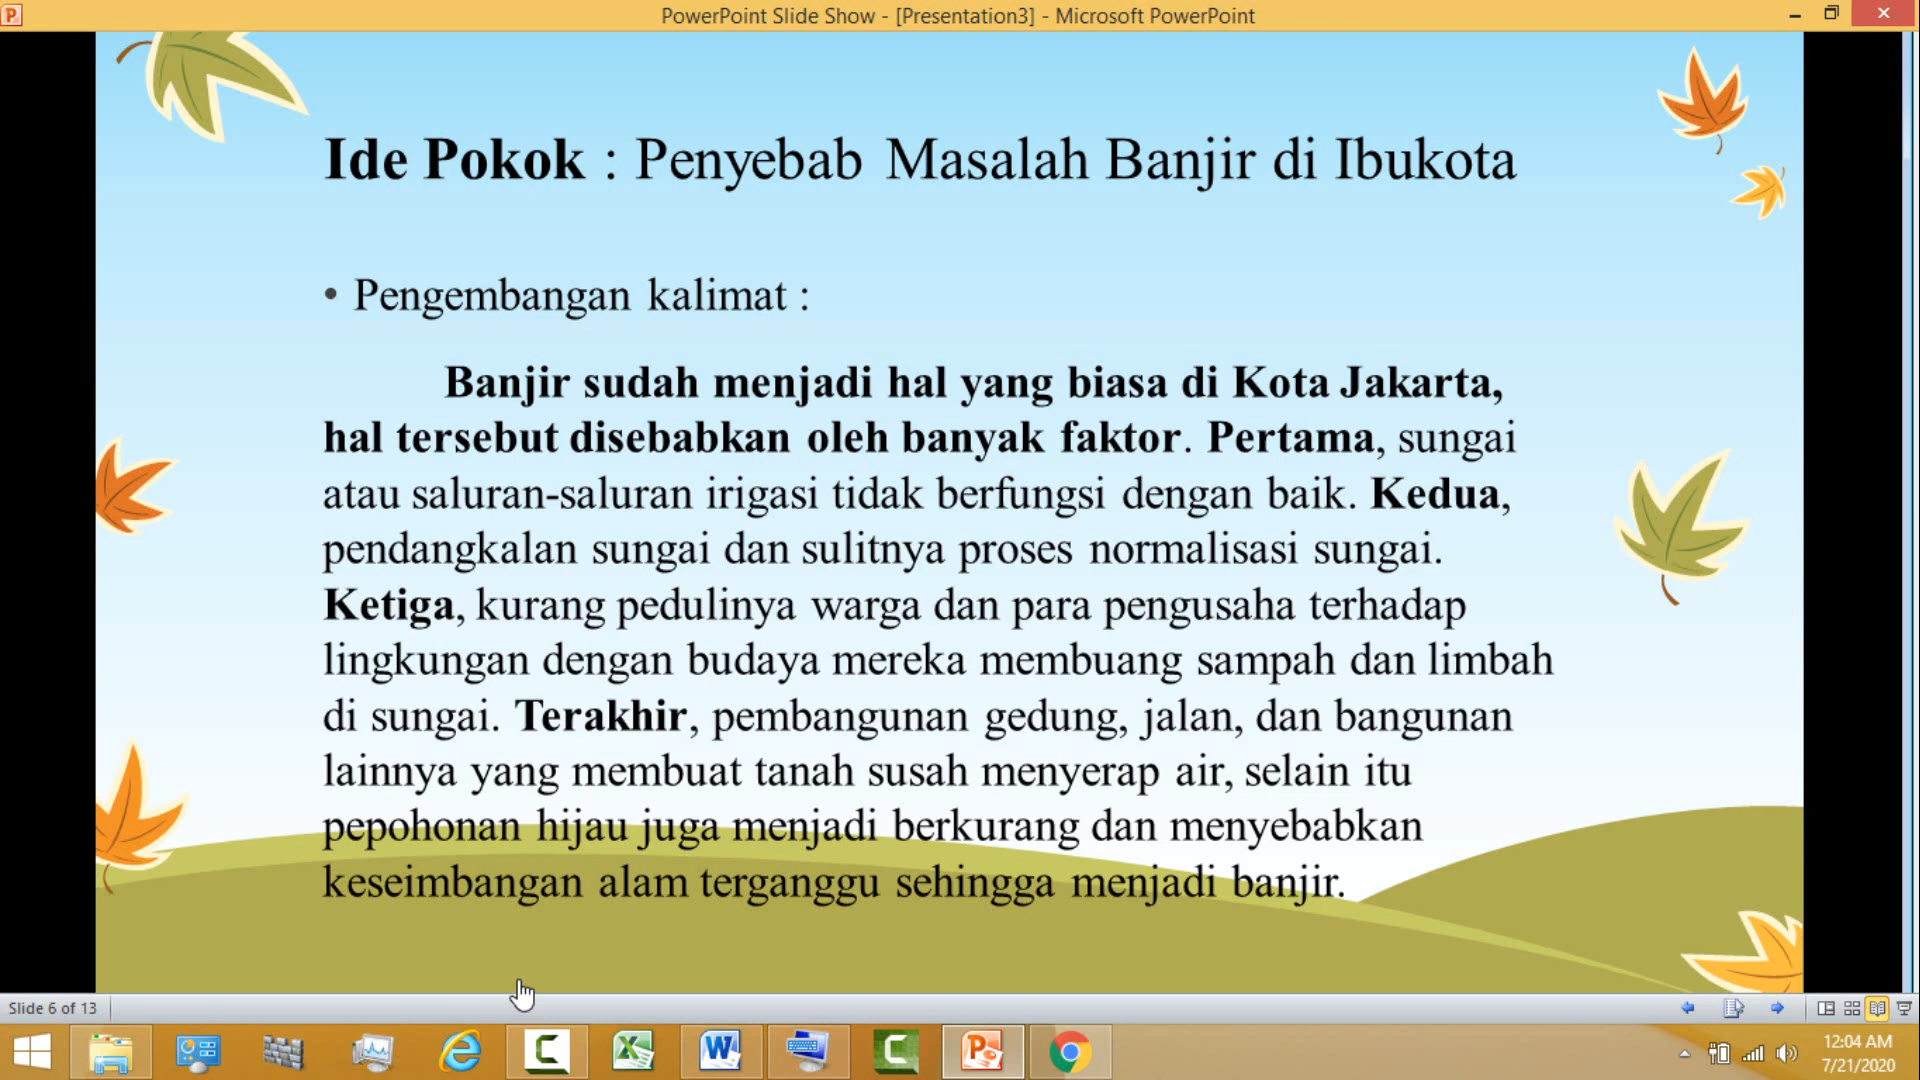 PowerPoint Slide Show - [Presentation3] - Microsoft PowerPoint
Ide Pokok : Penyebab Masalah Banjir di Ibukota
• Pengembangan kalimat :
Banjir sudah menjadi hal yang biasa di Kota Jakarta,
hal tersebut disebabkan oleh banyak faktor. Pertama, sungai
atau saluran-saluran irigasi tidak berfungsi dengan baik. Kedua,
pendangkalan sungai dan sulitnya proses normalisasi sungai.
Ketiga, kurang pedulinya warga dan para pengusaha terhadap
lingkungan dengan budaya mereka membuang sampah dan limbah
di sungai. Terakhir, pembangunan gedung, jalan, dan bangunan
lainnya yang membuat tanah susah menyerap air, selain itu
pepohonan hijau juga menjadi berkurang dan menyebabkan
keseimbangan alam terganggu sehingga menjadi banjir.
Slide 6 of 13
12:04 AM
7/21/2020